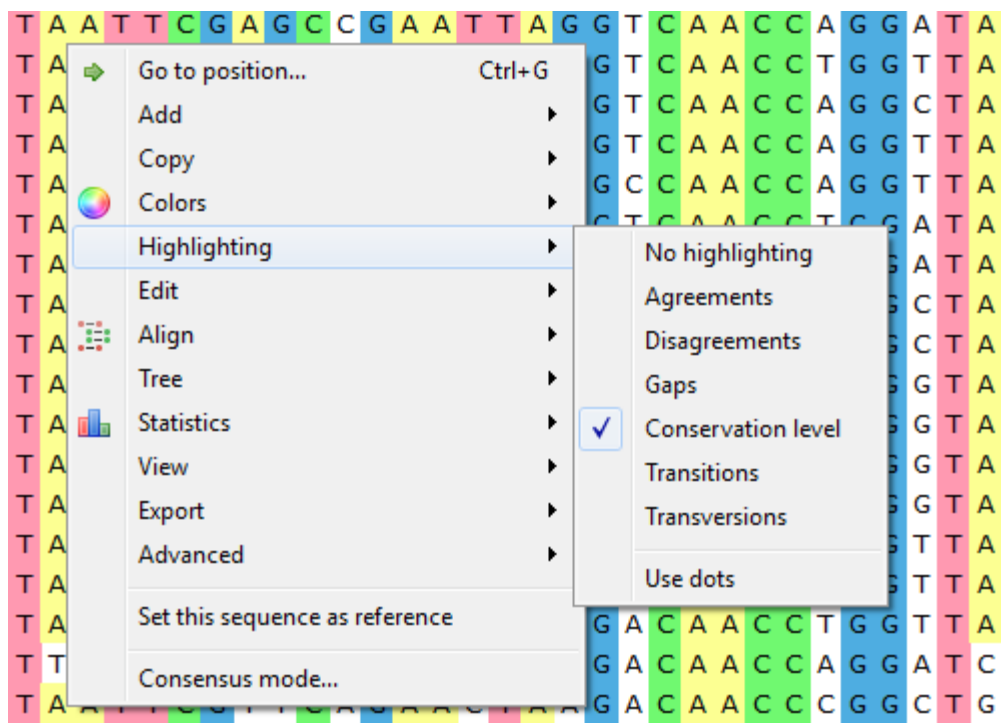 T A A T T C G A G C C G A A T T A G G T C A A C C A G G A T A
T A G T C A A C C T G G T T A
T A G T C A A C C A G G C T A
T A G T C A A C C A G G T T A
T A G C C A A C C A G G T T A
T A G A T A
T A A T A
T A C T A
T A C T A
T A G T A
T A G T A
T A G T A
T A G T A
T A T T A
T A T T A
T A G A C A A C C T G G T T A
T T G A C A A C C A G G A T C
T A A T T C G T T C A G A A C T A A G A C A A C C C G G C T G
Go to position... Ctrl+G
Add
Copy
Colors
Highlighting
Edit
Align
Tree
Statistics
View
Export
Advanced
Set this sequence as reference
Consensus mode...
No highlighting
Agreements
Disagreements
Gaps
Conservation level
Transitions
Transversions
Use dots